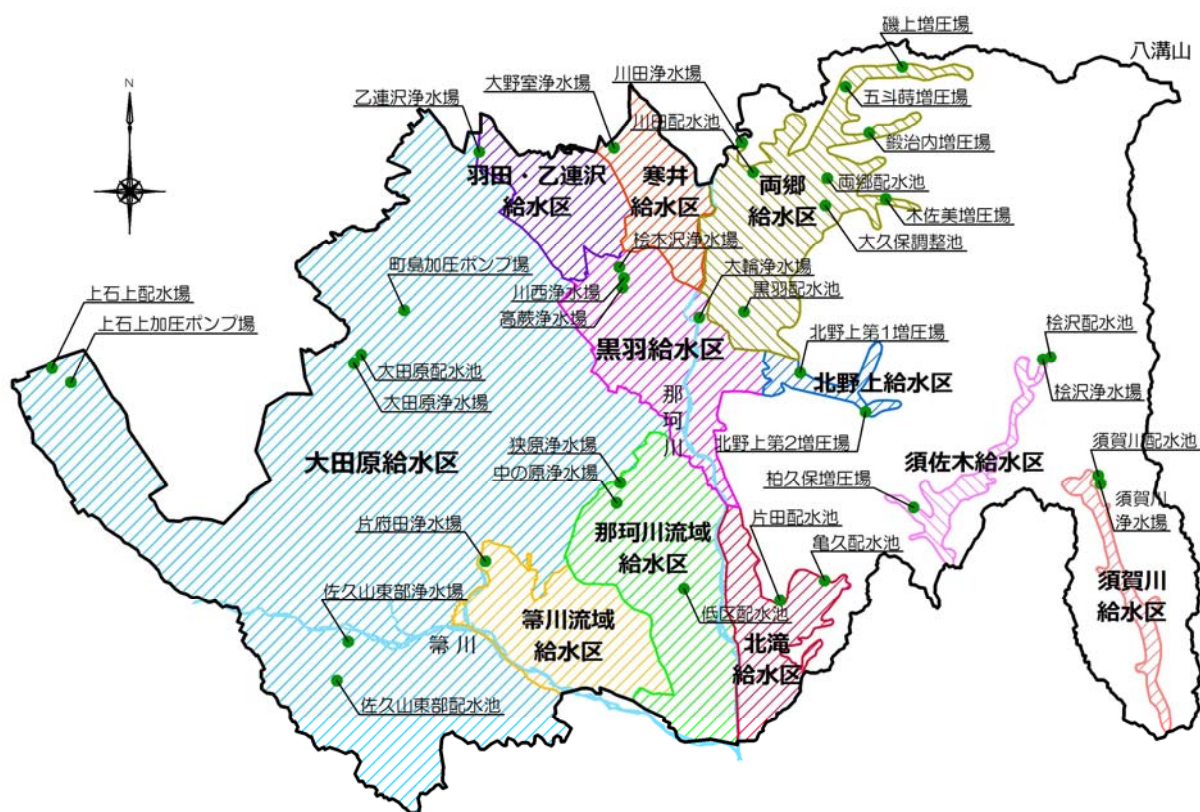 磯上増圧場
八溝山
川田浄水場
大野室浄水場
五斗蒔増圧場
乙連沢浄水場
川田配水池
鍛治内増圧場
N
羽田・乙連沢
給水区
寒井
給水区
両郷
給水区
両郷配水池
木佐美増圧場
大久保調整池
桧木沢浄水場
町島加圧ポンプ場
大輪浄水場
川西浄水場
黒羽配水池
高蕨浄水場
上石上配水場
上石上加圧ポンプ場
北野上第1増圧場
桧沢配水池
黒羽給水区
大田原配水池
北野上給水区
桧沢浄水場
大田原浄水場
那珂川
狭原浄水場
北野上第2増圧場
須賀川配水池
大田原給水区
須佐木給水区
中の原浄水場
柏久保増圧場
須賀川
浄水場
片府田浄水場
那珂川流域
給水区
片田配水池
亀久配水池
佐久山東部浄水場
須賀川
給水区
低区配水池
箒川流域
給水区
箒川
北滝
給水区
佐久山東部配水池